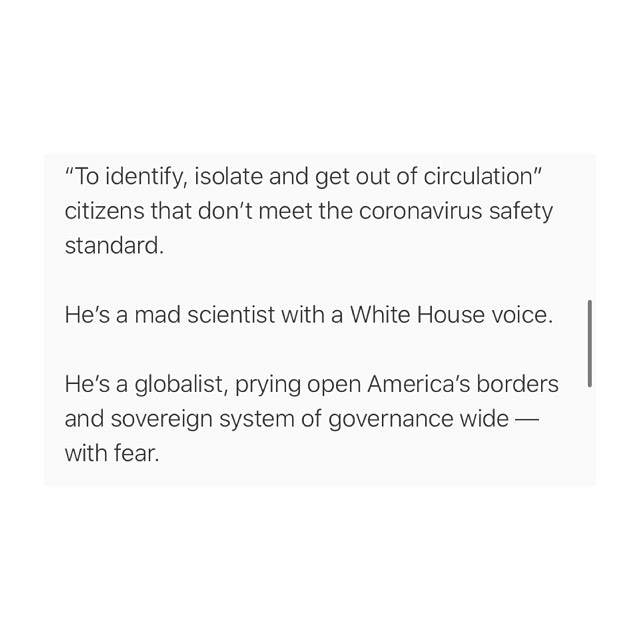 “To identify, isolate and get out of circulation”
citizens that don’t meet the coronavirus safety
standard.
He’s a mad scientist with a White House voice.
He’s a globalist, prying open America’s borders
and sovereign system of governance wide —
with fear.